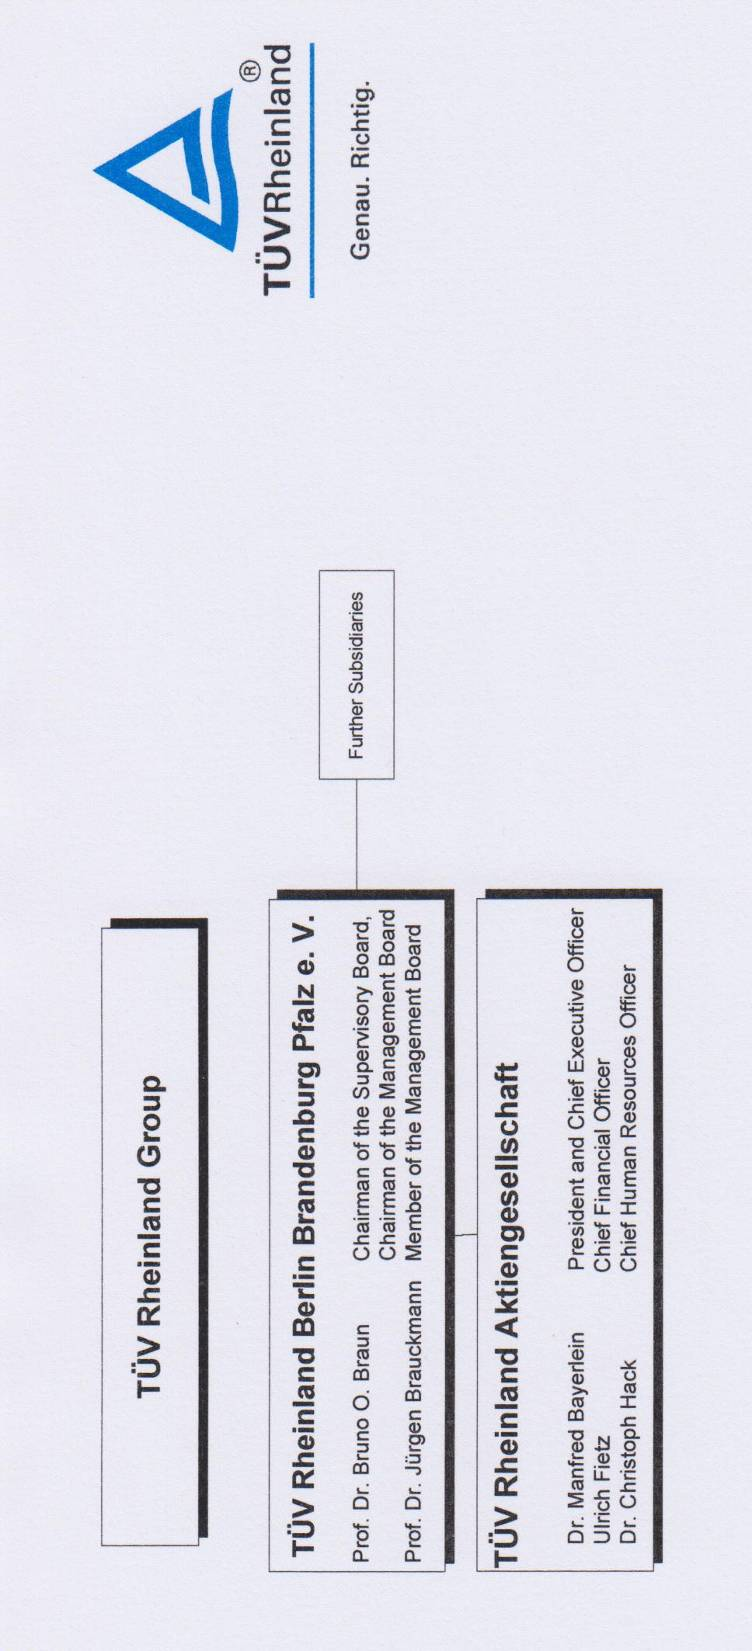 ®
TÜVRheinland
Genau. Richtig.
TÜV Rheinland Group
TÜV Rheinland Berlin Brandenburg Pfalz e. V.
Prof. Dr. Bruno O. Braun Chairman of the Supervisory Board,
Chairman of the Management Board
Prof. Dr. Jürgen Brauckmann Member of the Management Board
Further Subsidiaries
TÜV Rheinland Aktiengesellschaft
Dr. Manfred Bayerlein President and Chief Executive Officer
Ulrich Fietz Chief Financial Officer
Dr. Christoph Hack Chief Human Resources Officer